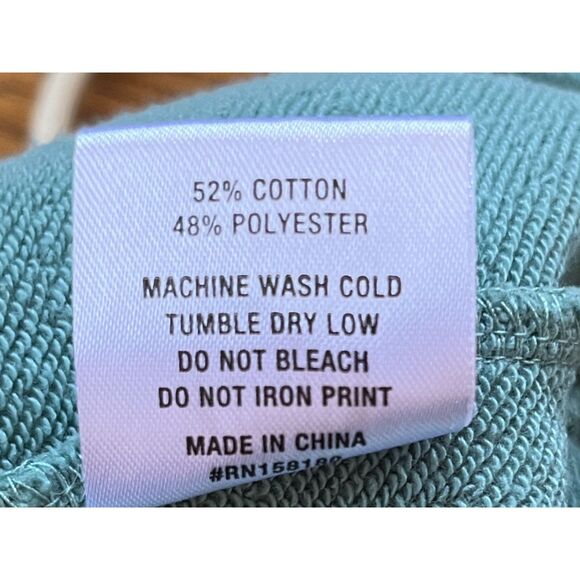 52% COTTON
48% POLYESTER
MACHINE WASH COLD
TUMBLE DRY LOW
DO NOT BLEACH
DO NOT IRON PRINT
MADE IN CHINA